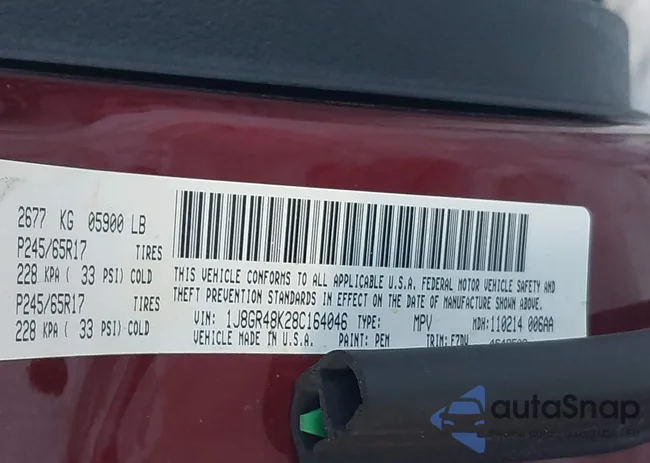 2677 KG 05900 LB
P245/65R17 TIRES
228 KPA ( 33 PSI) COLD
P245/65R17 TIRES
228 KPA ( 33 PSI) COLD
THIS VEHICLE CONFORMS TO ALL APPLICABLE U.S.A. FEDERAL MOTOR VEHICLE SAFETY AND
THEFT PREVENTION STANDARDS IN EFFECT ON THE DATE OF MANUFACTURE SHOWN ABOVE.
VIN: 1J8GR48K28C164046 TYPE: MPV MDH: 110214 006AA
VEHICLE MADE IN U.S.A. PAINT: PEM TRIM:
autoSnap